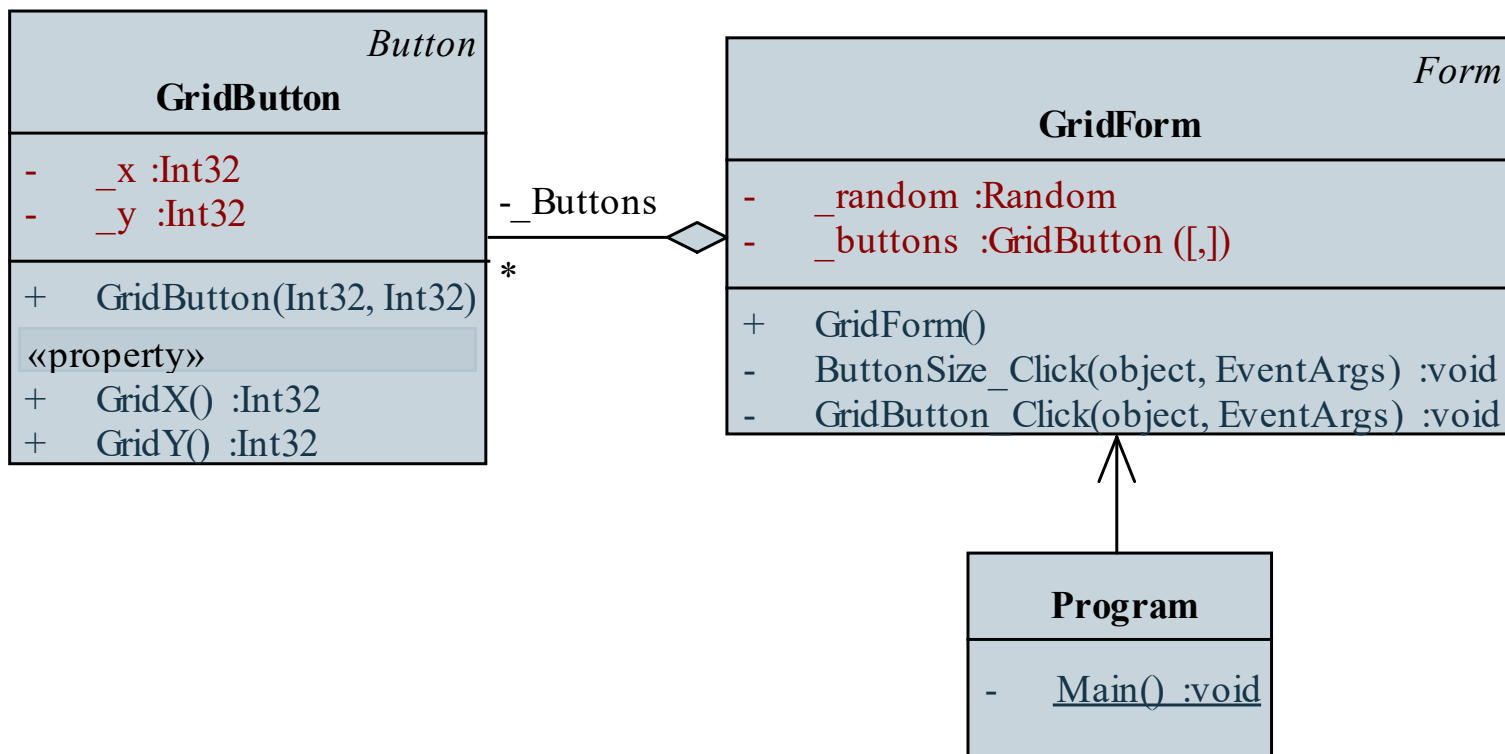 Button
GridButton
- _x :Int32
- _y :Int32
+ GridButton(Int32, Int32)
«property»
+ GridX() :Int32
+ GridY() :Int32
-_Buttons
*
Form
GridForm
- _random :Random
- _buttons :GridButton ([,])
+ GridForm()
- ButtonSize_Click(object, EventArgs) :void
- GridButton_Click(object, EventArgs) :void
Program
- Main() :void